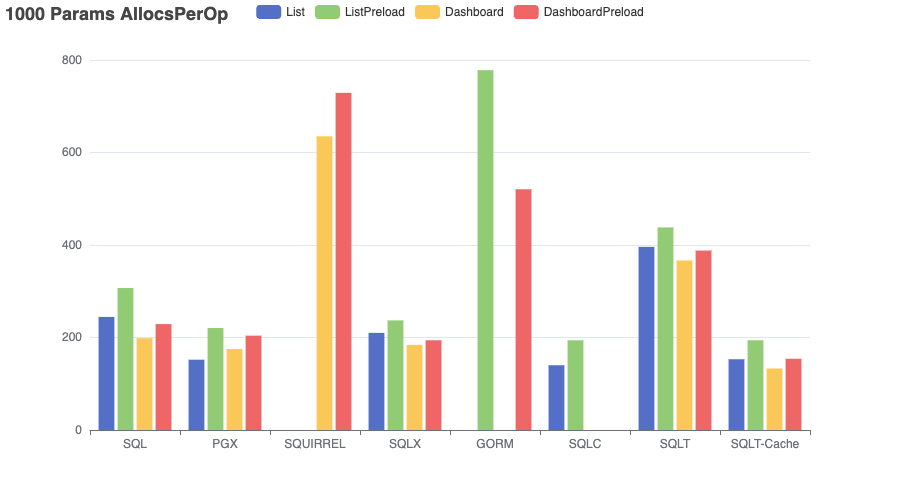 1000 Params AllocsPerOp
List ListPreload Dashboard DashboardPreload
800
600
400
200
0
SQL PGX SQUIRREL SQLX GORM SQLC SQLT SQLT-Cache